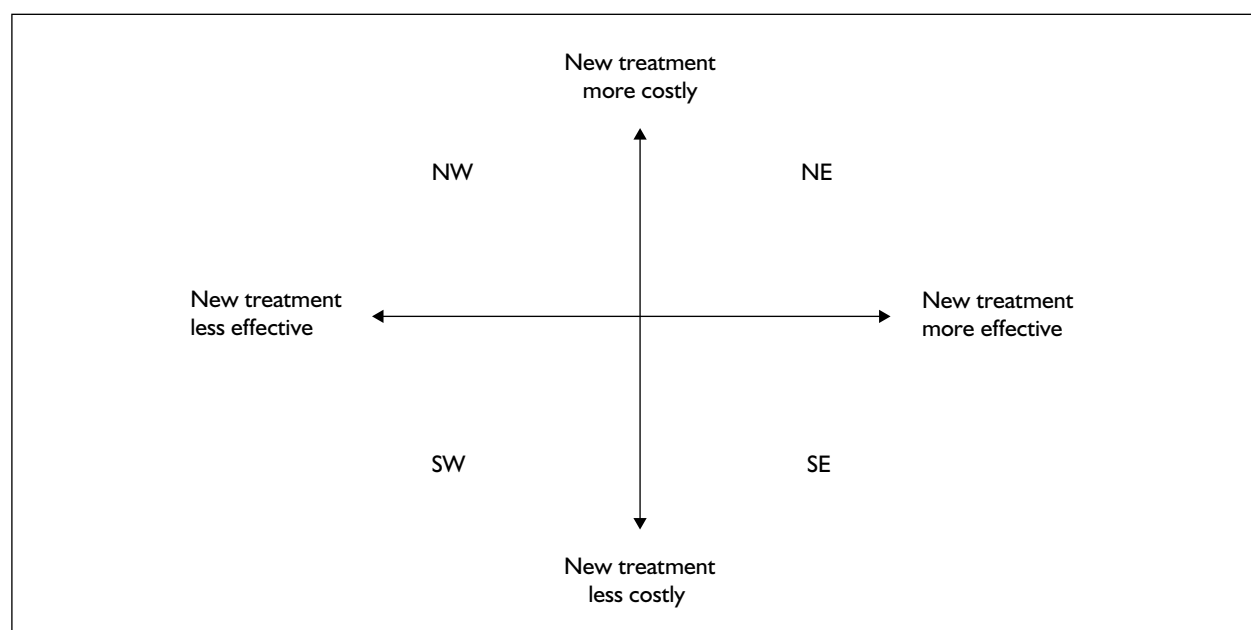 New treatment
more costly
NW
NE
New treatment
less effective
New treatment
more effective
SW
SE
New treatment
less costly